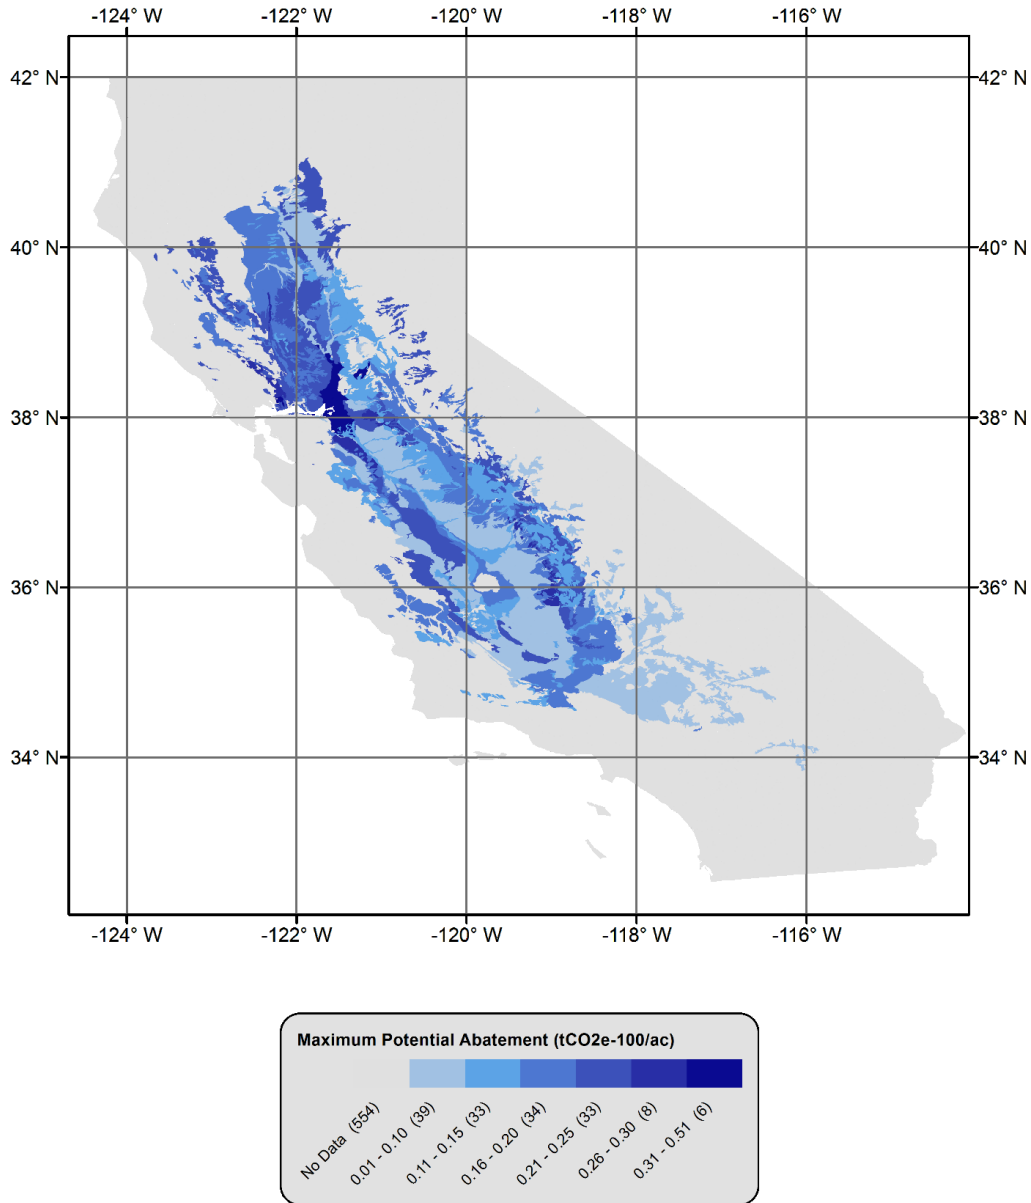 -124° W -122° W -120° W -118° W -116° W
42° N 42° N
40° N 40° N
38° N 38° N
36° N 36° N
34° N 34° N
-124° W -122° W -120° W -118° W -116° W
Maximum Potential Abatement (tCO2e-100/ac)
No Data (554)
0.01 - 0.10 (39)
0.11 - 0.15 (33)
0.16 - 0.20 (34)
0.21 - 0.25 (33)
0.26 - 0.30 (8)
0.31 - 0.51 (6)